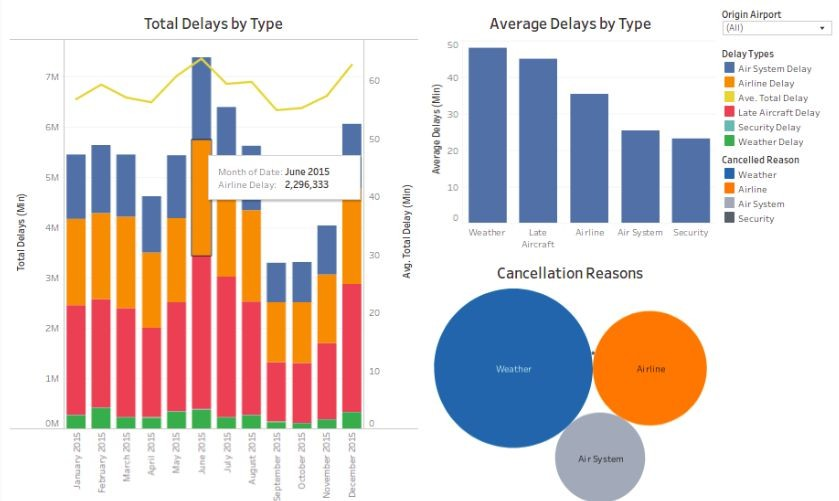 Total Delays by Type
7M
6M
5M
4M
3M
2M
1M
0M
Total Delays (Min)
60
50
40
30
20
10
0
Avg. Total Delay (Min)
January 2015
February 2015
March 2015
April 2015
May 2015
June 2015
July 2015
August 2015
September 2015
October 2015
November 2015
December 2015
Month of Date: June 2015
Airline Delay: 2,296,333
Average Delays by Type
50
40
30
20
10
0
Average Delays (Min)
Weather
Late
Aircraft
Airline
Air System
Security
Cancellation Reasons
Weather
Airline
Air System
Origin Airport
(All)
Delay Types
Air System Delay
Airline Delay
Ave. Total Delay
Late Aircraft Delay
Security Delay
Weather Delay
Cancelled Reason
Weather
Airline
Air System
Security